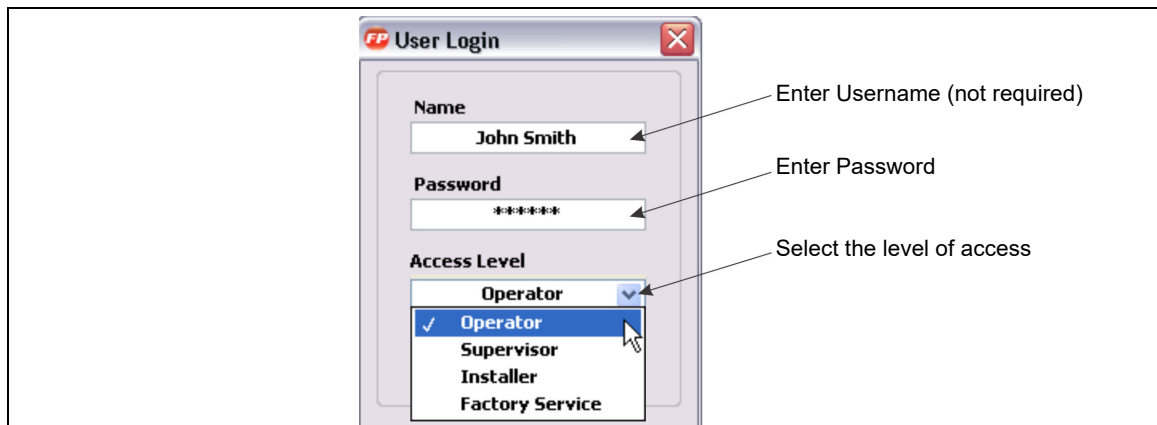 FP User Login
Name
Enter Username (not required)
John Smith
Password
Enter Password
******
Access Level
Select the level of access
Operator
✓ Operator
Supervisor
Installer
Factory Service